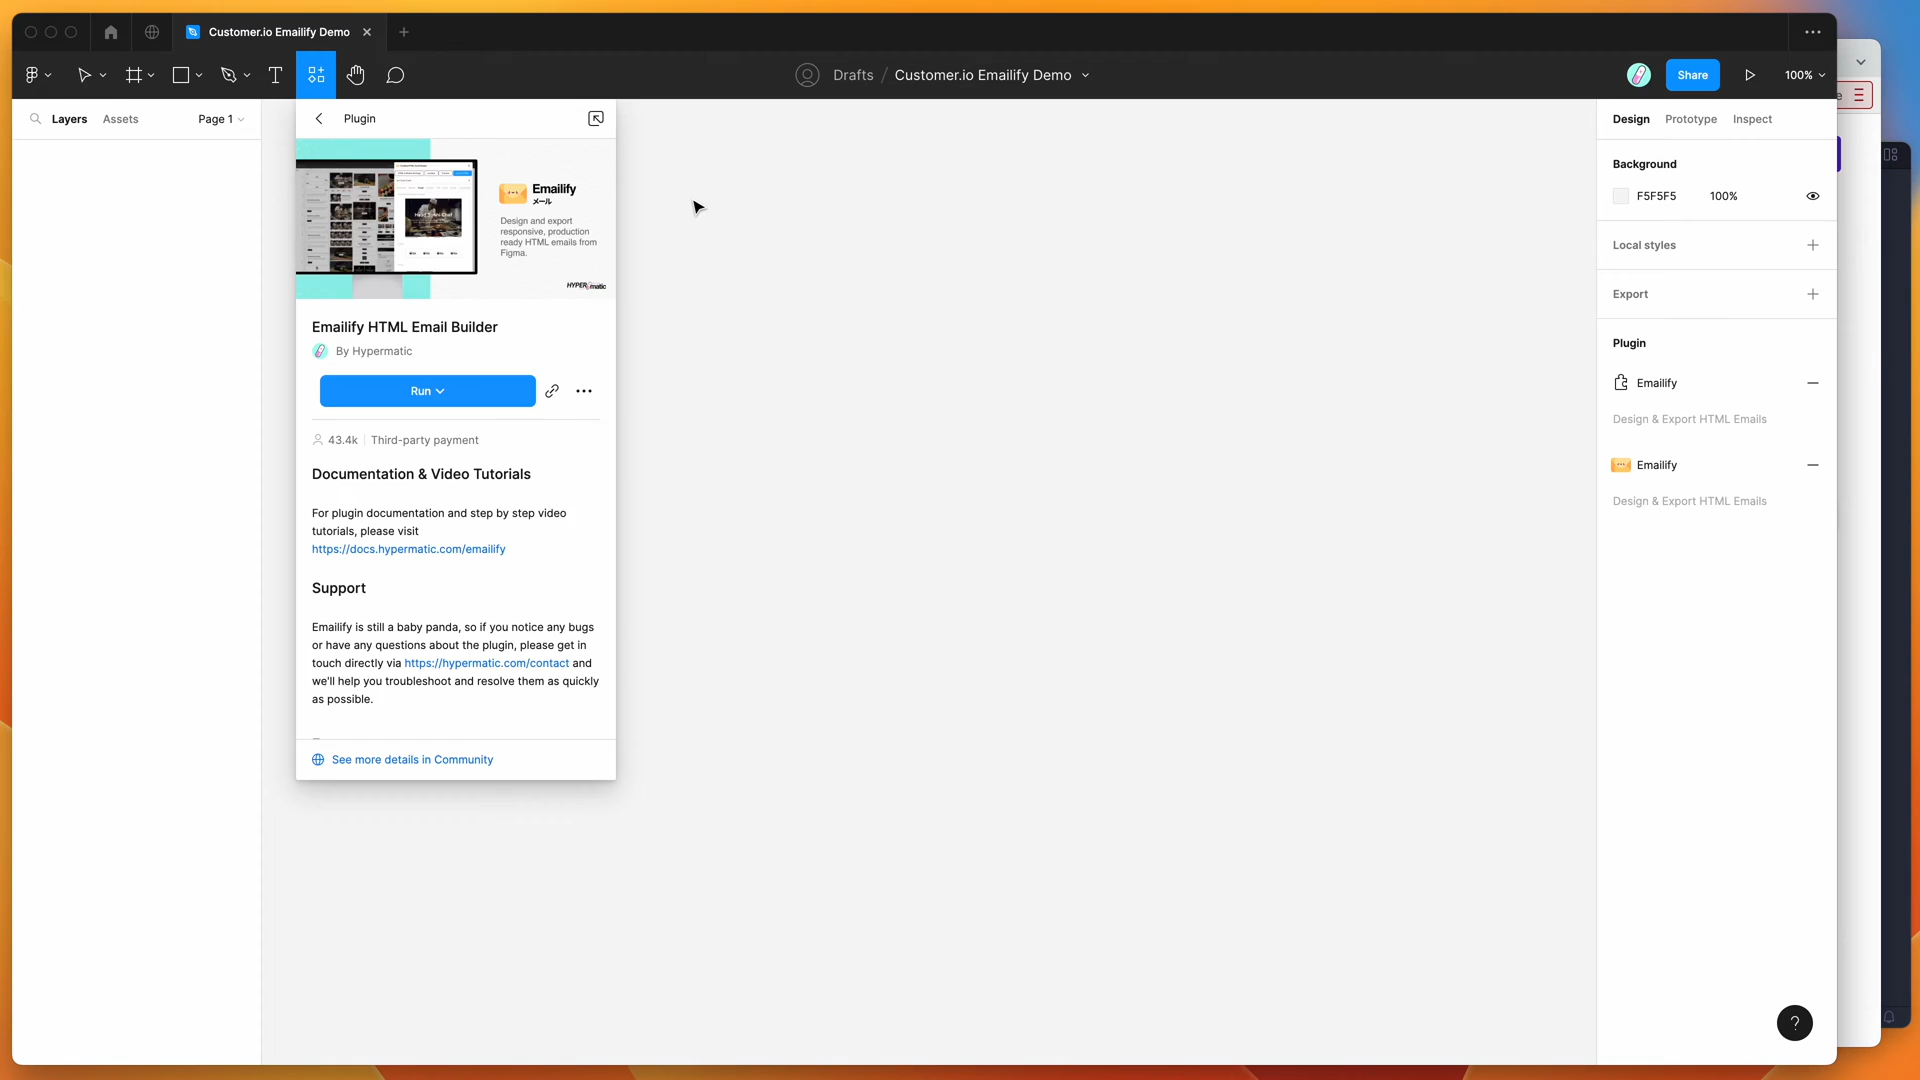 Customer.io Emailify Demo
Drafts / Customer.io Emailify Demo
Share
100%
Layers
Assets
Page 1
Plugin
Emailify
メール
Design and export
responsive, production
ready HTML emails from
Figma.
HYPERmatic
Emailify HTML Email Builder
By Hypermatic
Run
43.4k
Third-party payment
Documentation & Video Tutorials
For plugin documentation and step by step video
tutorials, please visit
https://docs.hypermatic.com/emailify
Support
Emailify is still a baby panda, so if you notice any bugs
or have any questions about the plugin, please get in
touch directly via https://hypermatic.com/contact and
we'll help you troubleshoot and resolve them as quickly
as possible.
See more details in Community
Design
Prototype
Inspect
Background
F5F5F5
100%
Local styles
Export
Plugin
Emailify
Design & Export HTML Emails
Emailify
Design & Export HTML Emails
?